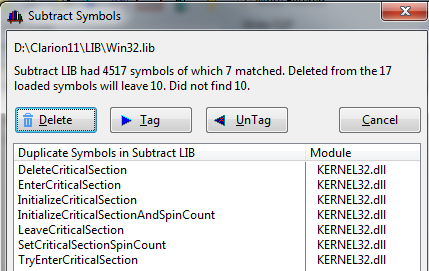 Subtract Symbols
D:\Clarion11\LIB\Win32.lib
Subtract LIB had 4517 symbols of which 7 matched. Deleted from the 17
loaded symbols will leave 10. Did not find 10.
Delete Tag UnTag Cancel
Duplicate Symbols in Subtract LIB Module
DeleteCriticalSection KERNEL32.dll
EnterCriticalSection KERNEL32.dll
InitializeCriticalSection KERNEL32.dll
InitializeCriticalSectionAndSpinCount KERNEL32.dll
LeaveCriticalSection KERNEL32.dll
SetCriticalSectionSpinCount KERNEL32.dll
TryEnterCriticalSection KERNEL32.dll